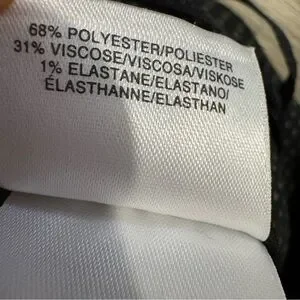 68% POLYESTER/POLIESTER
31% VISCOSE/VISCOSA/VISKOSE
1% ELASTANE/ELASTANO/
ÉLASTHANNE/ELASTHAN